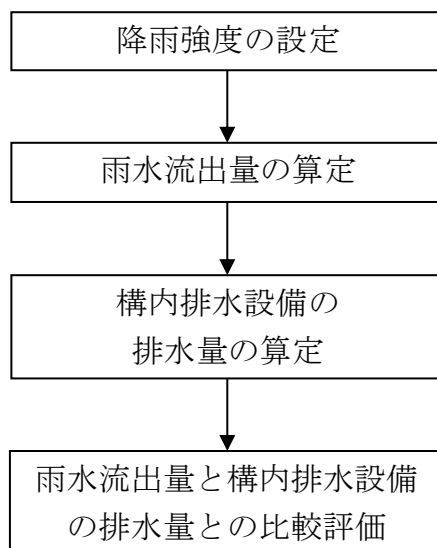 降雨強度の設定
雨水流出量の算定
構内排水設備の
排水量の算定
雨水流出量と構内排水設備
の排水量との比較評価